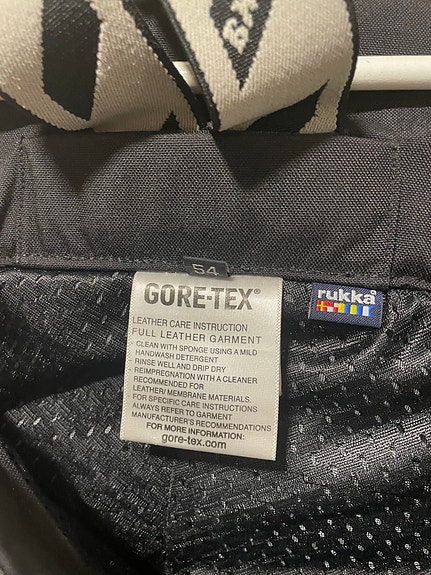 54
GORE-TEX®
rukka
LEATHER CARE INSTRUCTION
FULL LEATHER GARMENT
- CLEAN WITH SPONGE USING A MILD
HANDWASH DETERGENT
- RINSE WELL AND DRIP DRY
- REIMPREGNATION WITH A CLEANER
RECOMMENDED FOR
LEATHER/MEMBRANE MATERIALS.
- FOR SPECIFIC CARE INSTRUCTIONS
ALWAYS REFER TO GARMENT
MANUFACTURER'S RECOMMENDATIONS
FOR MORE INFORMATION:
gore-tex.com